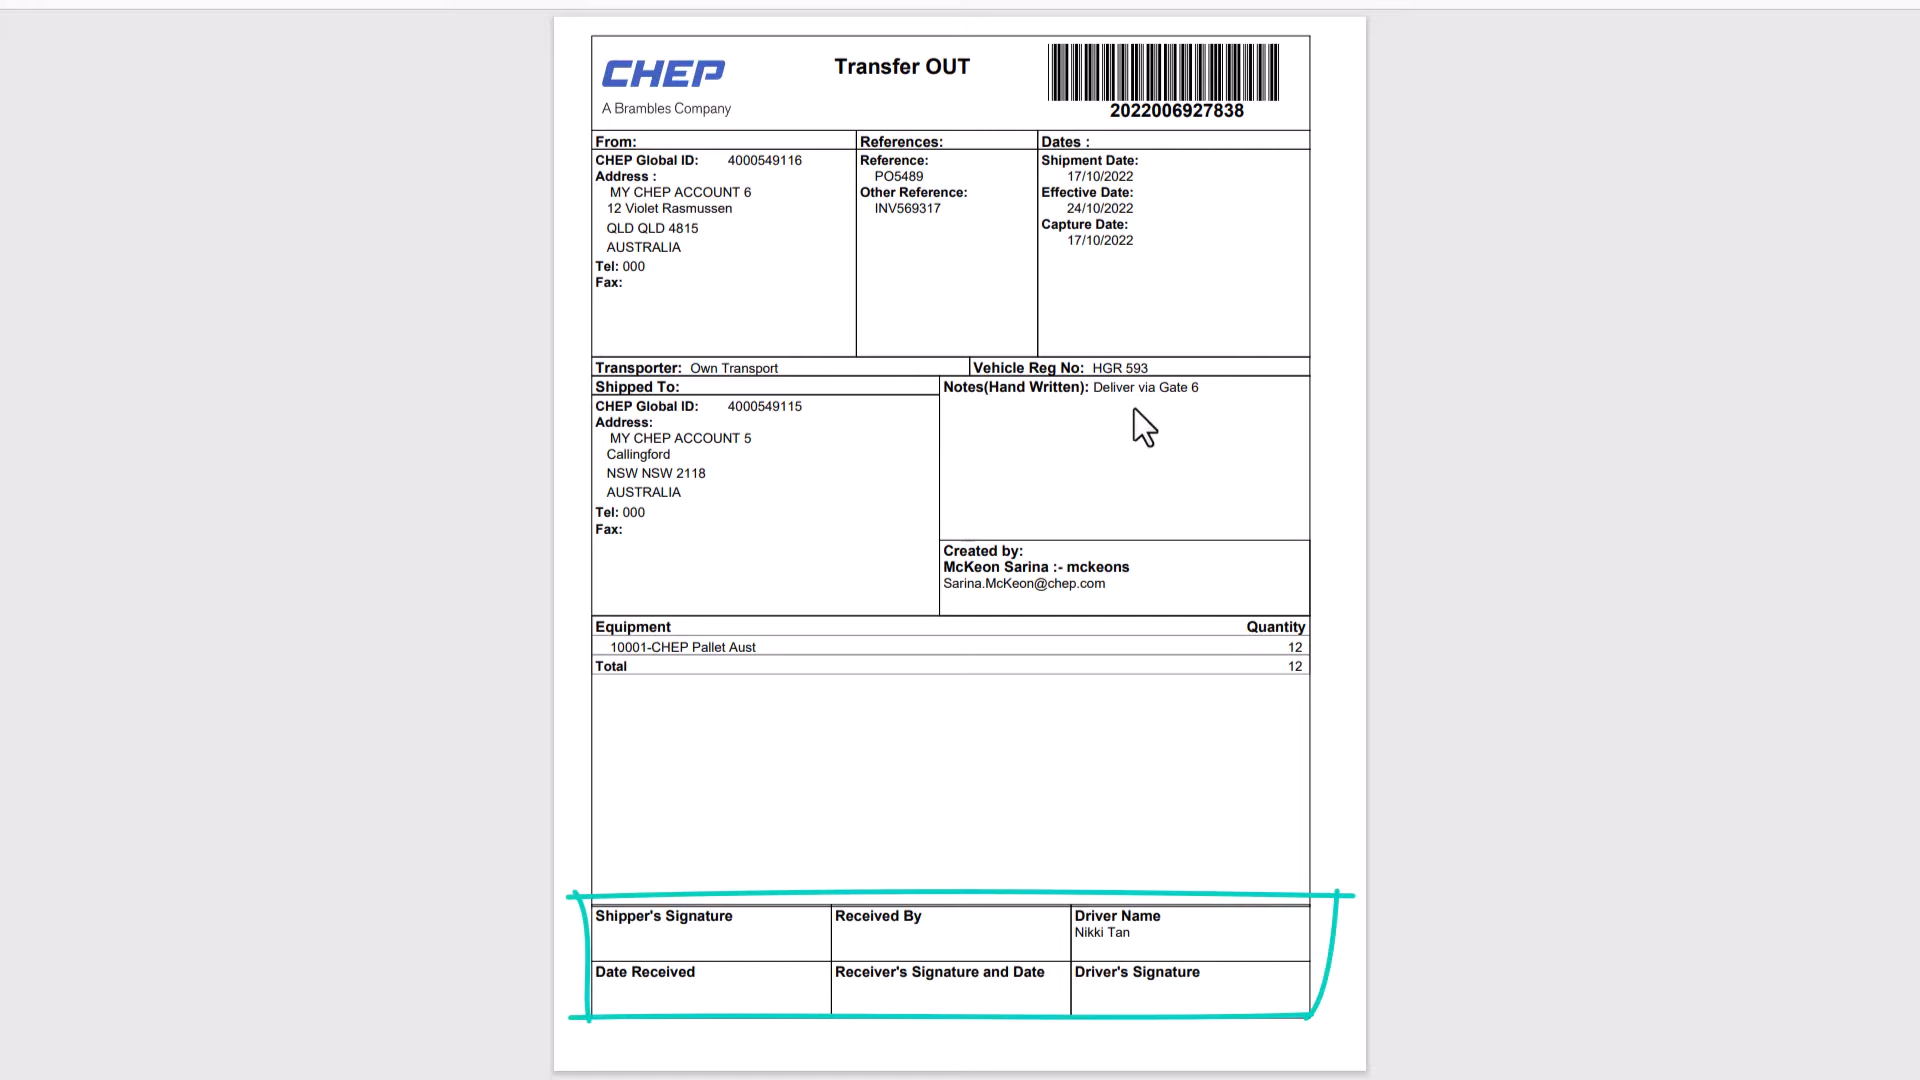 CHEP
A Brambles Company
Transfer OUT
2022006927838
From:
CHEP Global ID: 4000549116
Address :
MY CHEP ACCOUNT 6
12 Violet Rasmussen
QLD QLD 4815
AUSTRALIA
Tel: 000
Fax:
References:
Reference:
PO5489
Other Reference:
INV569317
Dates :
Shipment Date:
17/10/2022
Effective Date:
24/10/2022
Capture Date:
17/10/2022
Transporter: Own Transport
Vehicle Reg No: HGR 593
Shipped To:
CHEP Global ID: 4000549115
Address:
MY CHEP ACCOUNT 5
Callingford
NSW NSW 2118
AUSTRALIA
Tel: 000
Fax:
Notes(Hand Written): Deliver via Gate 6
Created by:
McKeon Sarina :- mckeons
Sarina.McKeon@chep.com
Equipment Quantity
10001-CHEP Pallet Aust 12
Total 12
Shipper's Signature
Received By
Driver Name
Nikki Tan
Date Received
Receiver's Signature and Date
Driver's Signature